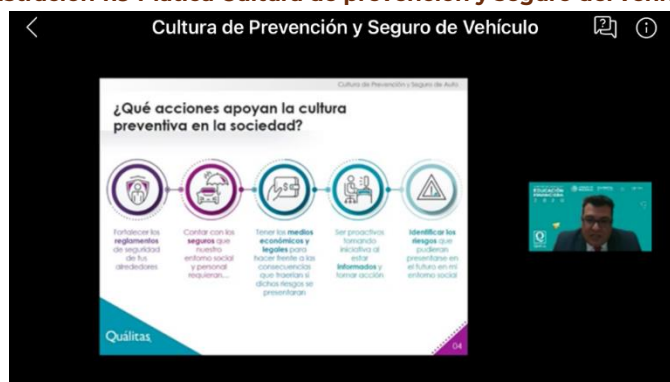 Cultura de Prevención y Seguro de Vehículo
Cultura de Prevención y Seguro de Auto
¿Qué acciones apoyan la cultura
preventiva en la sociedad?
Fortalecer los
reglamentos
de seguridad
de tus
alrededores
Contar con los
seguros que
nuestro
entorno social
y personal
requieran...
Tener los medios
económicos y
legales para
hacer frente a las
consecuencias
que traerían si
dichos riesgos se
presentaran
Ser proactivos
tomando
iniciativa al
estar
informados y
tomar acción
Identificar los
riesgos que
pudieran
presentarse en
el futuro en mi
entorno social
EDUCACIÓN
FINANCIERA
2020
Q
Quálitas
04